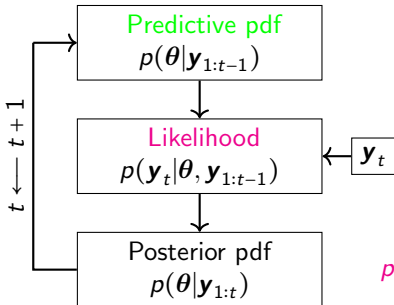 Predictive pdf
p(θ|y₁:ₜ₋₁)
t ← t + 1
Likelihood
p(yₜ|θ, y₁:ₜ₋₁)
yₜ
Posterior pdf
p(θ|y₁:ₜ)
p